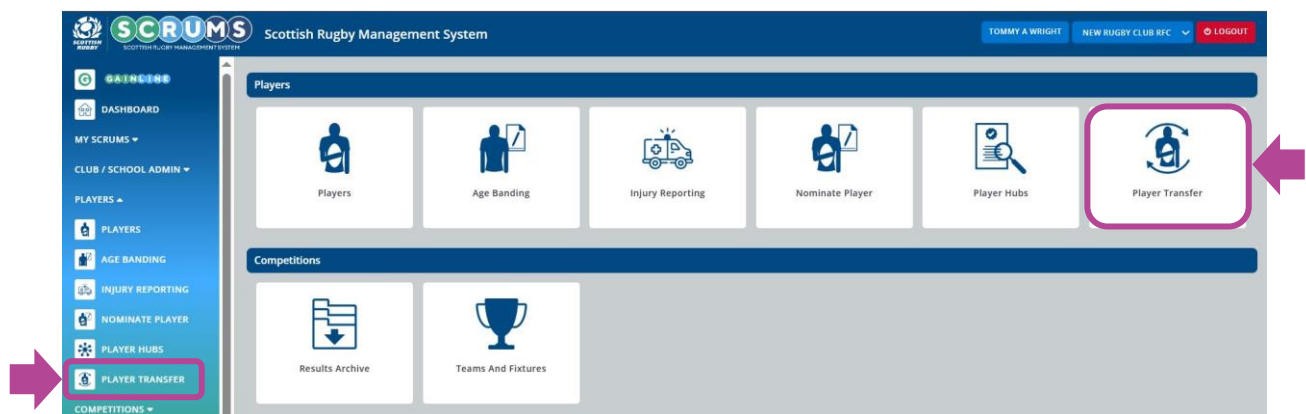 SCRUMS
SCOTTISH RUGBY
SCOTTISH RUGBY MANAGEMENT SYSTEM
Scottish Rugby Management System
TOMMY A WRIGHT
NEW RUGBY CLUB RFC
LOGOUT
GAINLINE
DASHBOARD
MY SCRUMS
CLUB / SCHOOL ADMIN
PLAYERS
PLAYERS
AGE BANDING
INJURY REPORTING
NOMINATE PLAYER
PLAYER HUBS
PLAYER TRANSFER
COMPETITIONS
Players
Players
Age Banding
Injury Reporting
Nominate Player
Player Hubs
Player Transfer
Competitions
Results Archive
Teams And Fixtures